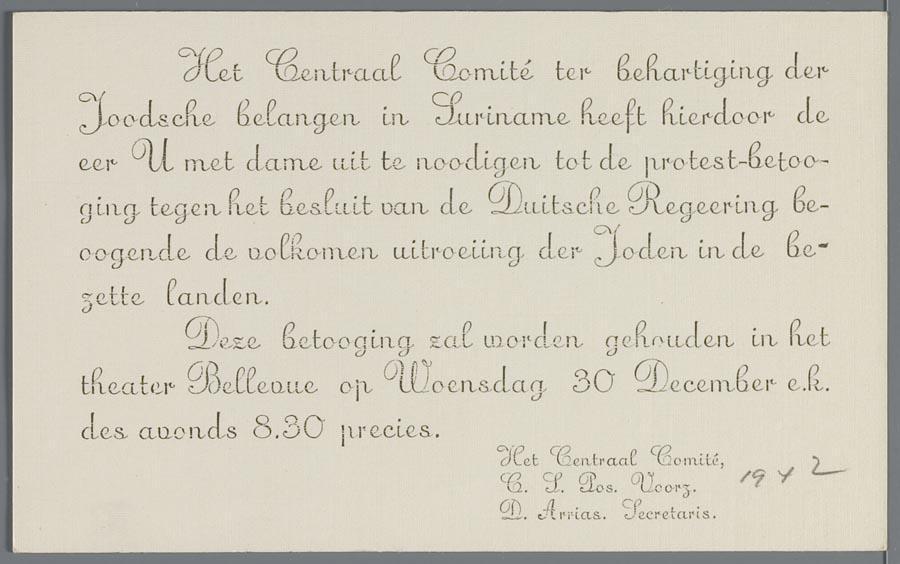 Het Centraal Comité ter behartiging der
Joodsche belangen in Suriname heeft hierdoor de
eer U met dame uit te noodigen tot de protest-betoo-
ging tegen het besluit van de Duitsche Regeering be-
oogende de volkomen uitroeiing der Joden in de be-
zette landen.
Deze betooging zal worden gehouden in het
theater Bellevue op Woensdag 30 December e.k.
des avonds 8.30 precies.
Het Centraal Comité,
C. S. Pos. Voorz.
D. Arrias. Secretaris.
1942